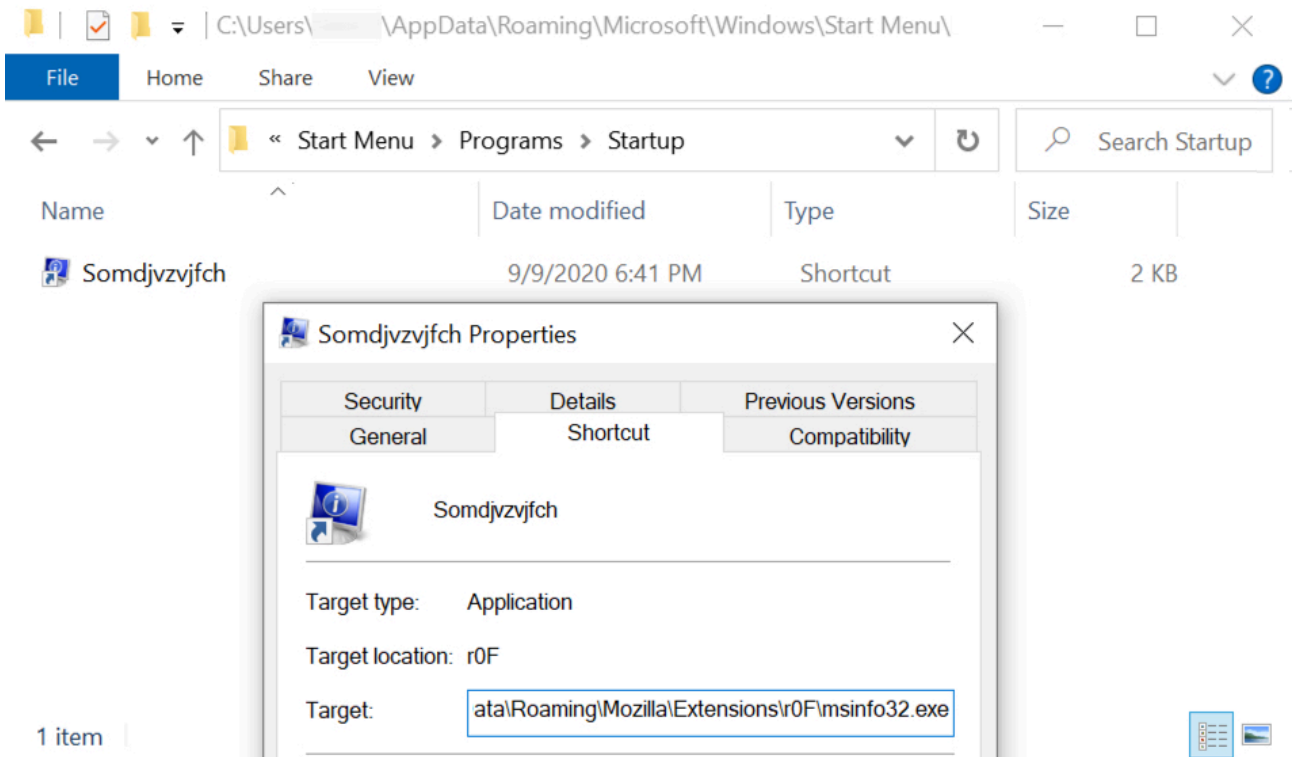 C:\Users\ \AppData\Roaming\Microsoft\Windows\Start Menu\
File Home Share View
?
« Start Menu > Programs > Startup
Search Startup
Name Date modified Type Size
Somdjvzvjfch 9/9/2020 6:41 PM Shortcut 2 KB
Somdjvzvjfch Properties
Security Details Previous Versions
General Shortcut Compatibility
Somdjvzvjfch
Target type: Application
Target location: r0F
Target: ata\Roaming\Mozilla\Extensions\r0F\msinfo32.exe
1 item